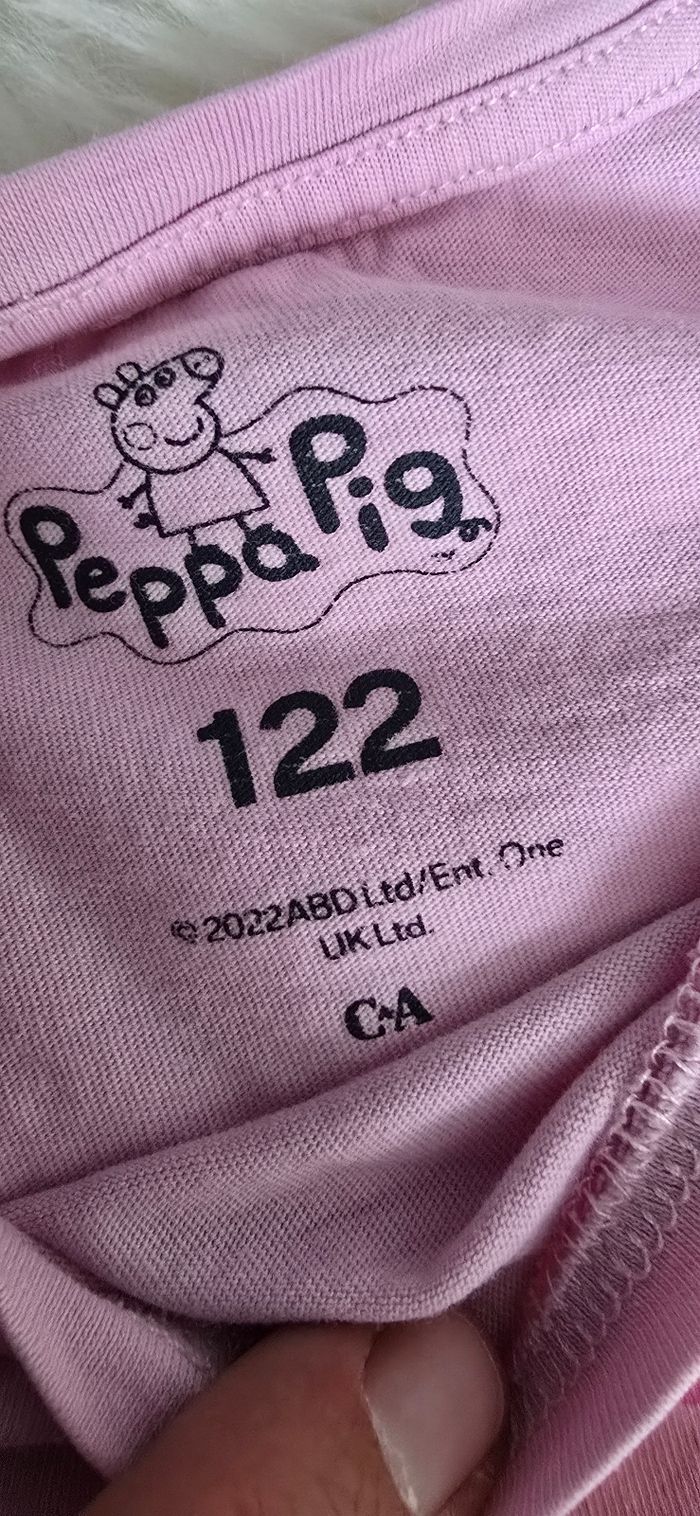 Peppa Pig
122
©2022ABD Ltd/Ent. One
UK Ltd.
C&A